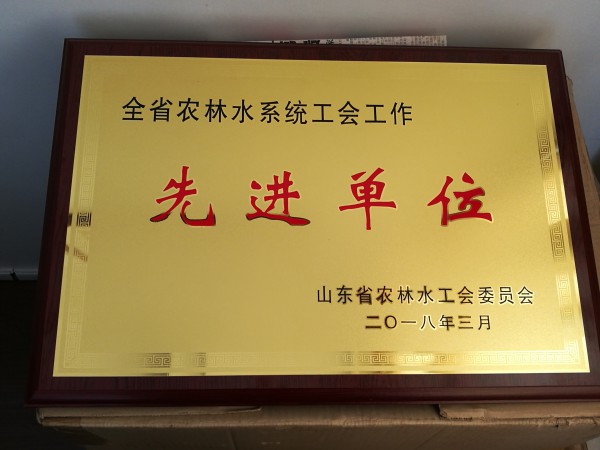 全省农林水系统工会工作
先进单位
山东省农林水工会委员会
二〇一八年三月